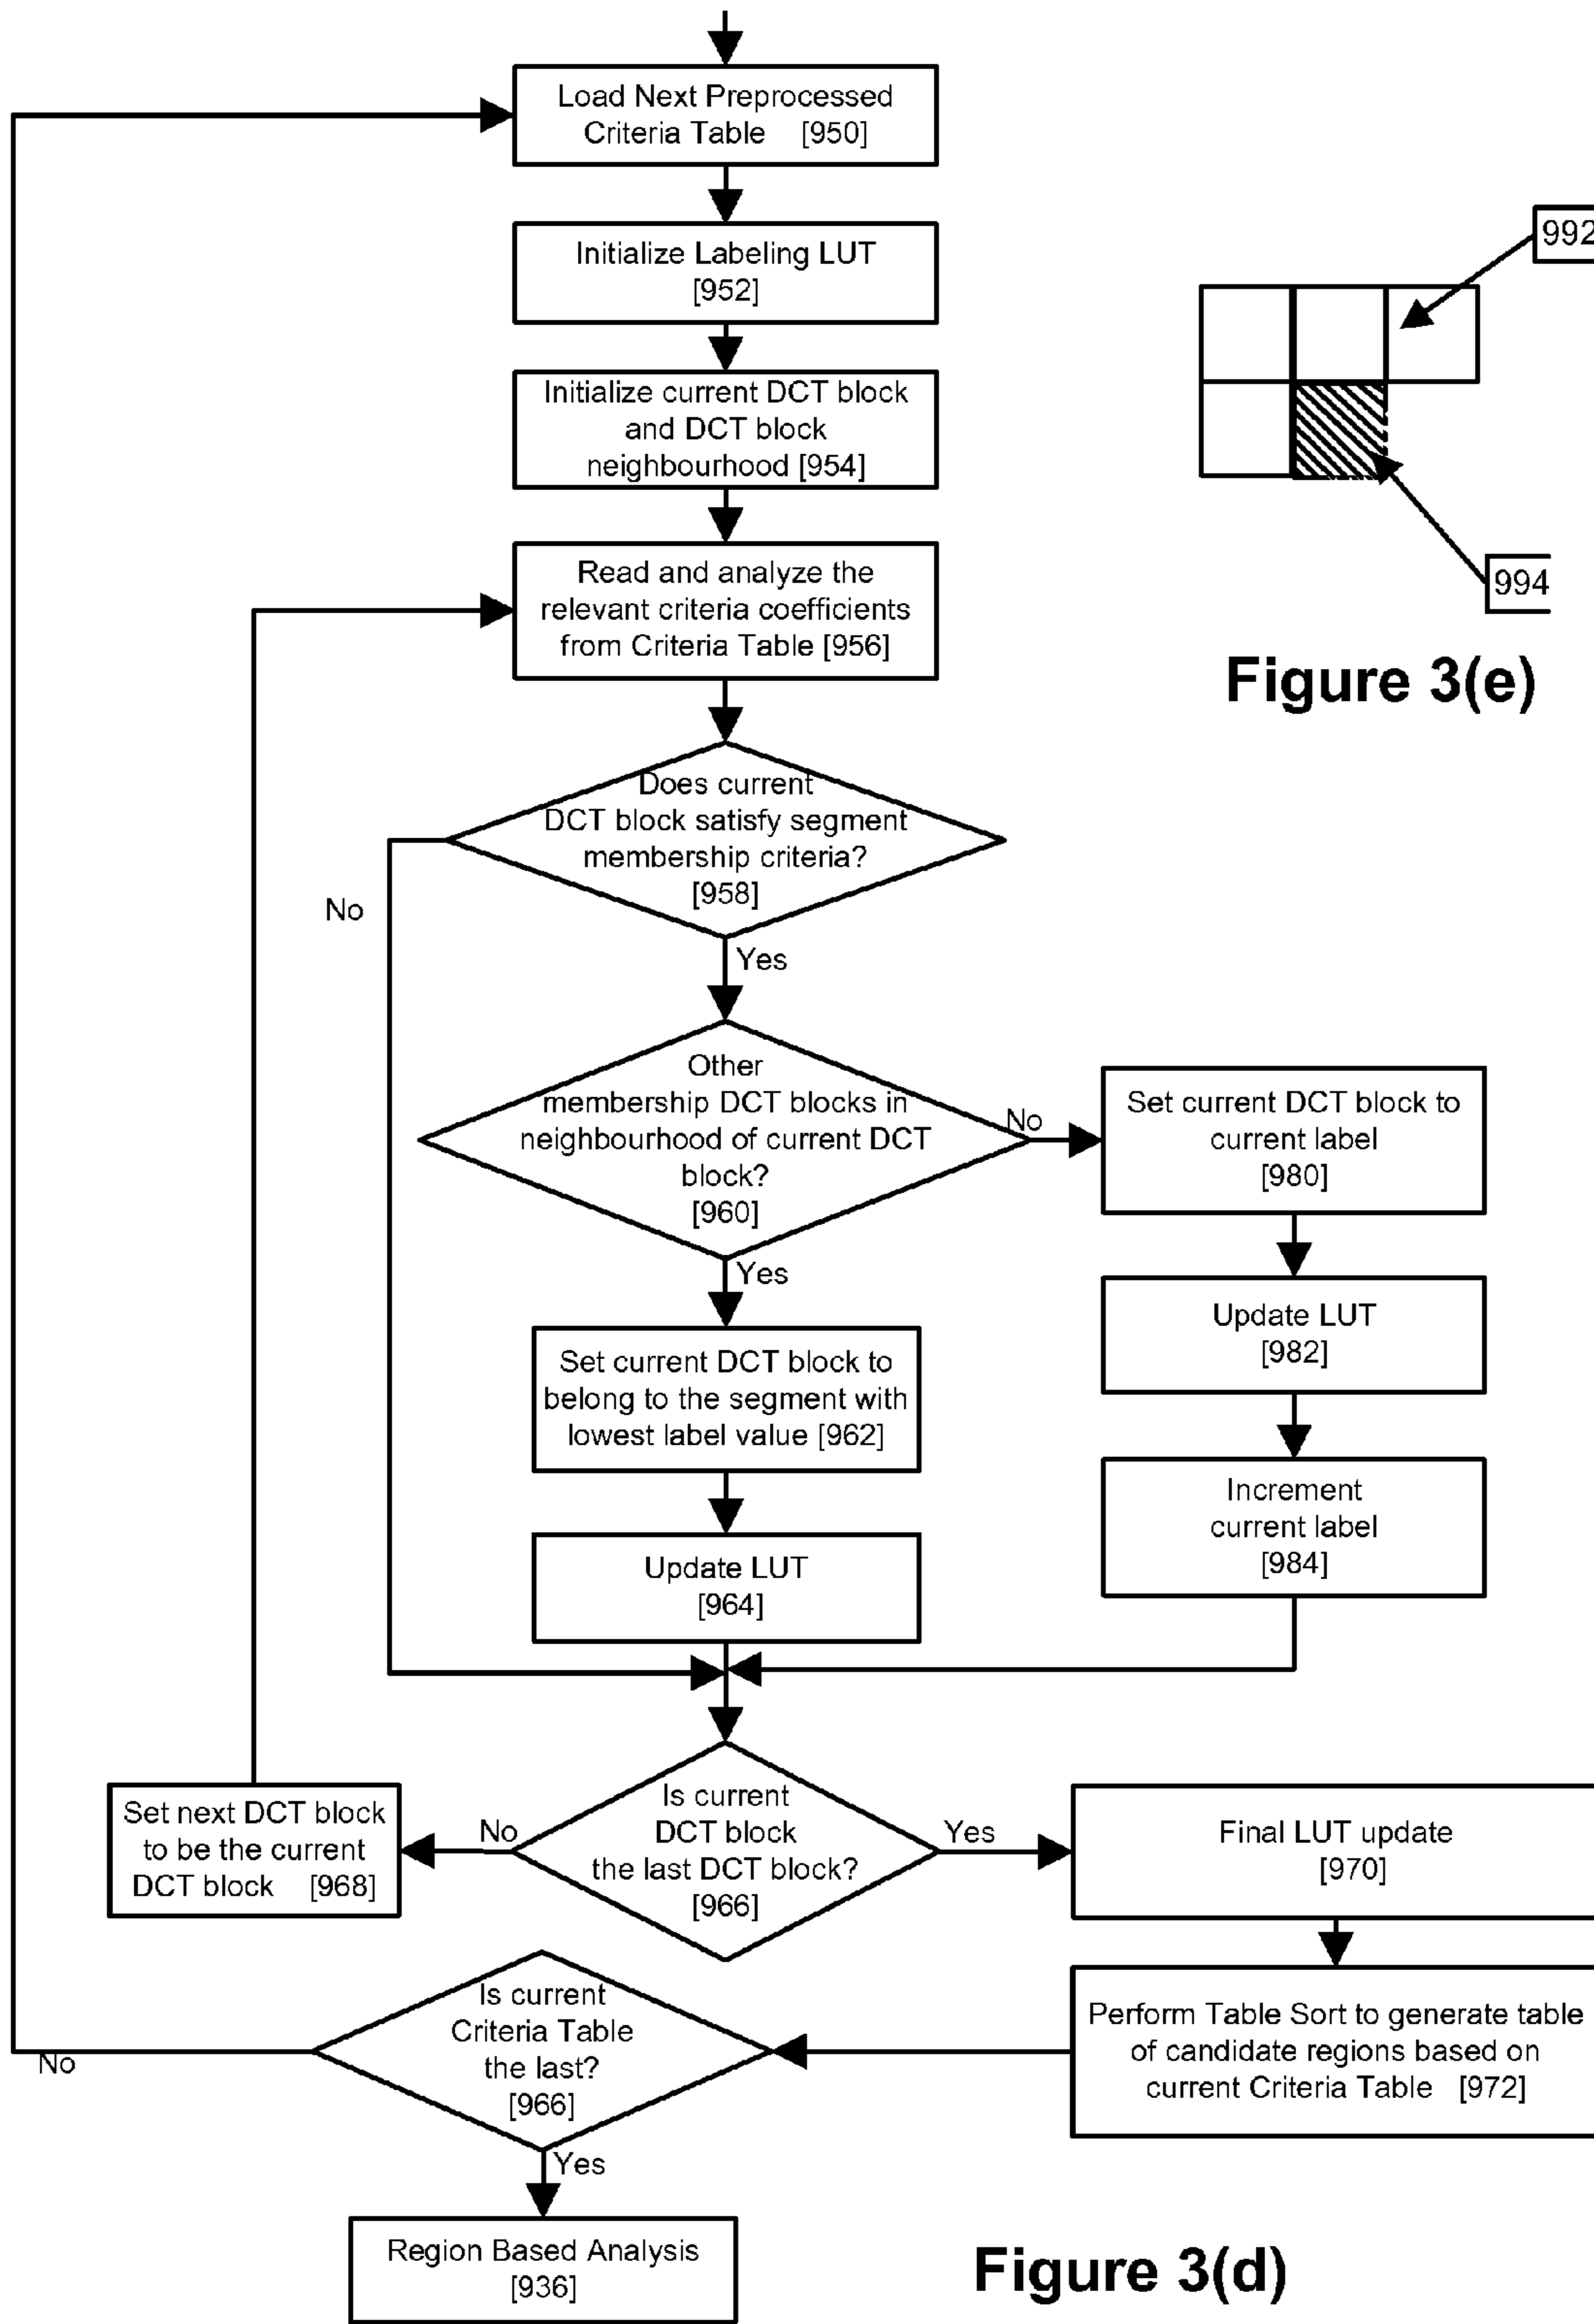 Load Next Preprocessed
Criteria Table [950]
Initialize Labeling LUT
[952]
992
Initialize current DCT block
and DCT block
neighbourhood [954]
Read and analyze the
relevant criteria coefficients
from Criteria Table [956]
994
Figure 3(e)
Does current
DCT block satisfy segment
membership criteria?
[958]
No
Yes
Other
membership DCT blocks in
neighbourhood of current DCT
block?
[960]
No
Set current DCT block to
current label
[980]
Yes
Update LUT
[982]
Set current DCT block to
belong to the segment with
lowest label value [962]
Increment
current label
[984]
Update LUT
[964]
Set next DCT block
to be the current
DCT block [968]
No
Is current
DCT block
the last DCT block?
[966]
Yes
Final LUT update
[970]
Is current
Criteria Table
the last?
[966]
No
Perform Table Sort to generate table
of candidate regions based on
current Criteria Table [972]
Yes
Region Based Analysis
[936]
Figure 3(d)